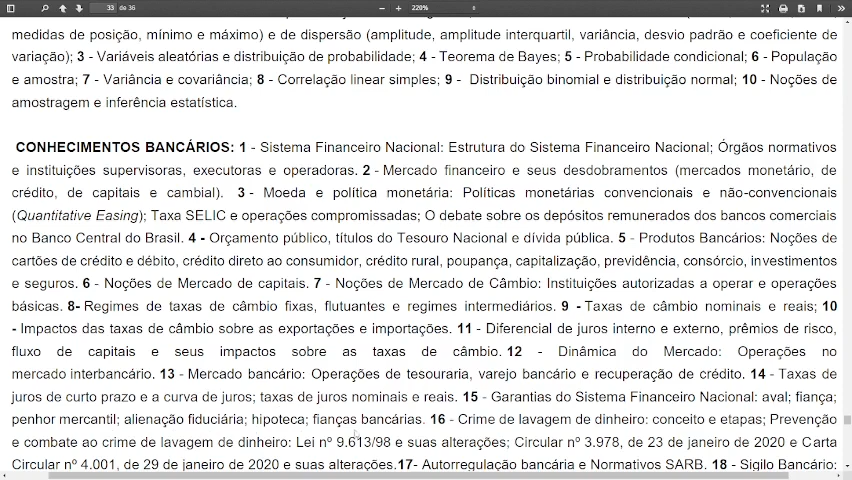 33 de 36 220%
medidas de posição, mínimo e máximo) e de dispersão (amplitude, amplitude interquartil, variância, desvio padrão e coeficiente de
variação); 3 - Variáveis aleatórias e distribuição de probabilidade; 4 - Teorema de Bayes; 5 - Probabilidade condicional; 6 - População
e amostra; 7 - Variância e covariância; 8 - Correlação linear simples; 9 - Distribuição binomial e distribuição normal; 10 - Noções de
amostragem e inferência estatística.
CONHECIMENTOS BANCÁRIOS: 1 - Sistema Financeiro Nacional: Estrutura do Sistema Financeiro Nacional; Órgãos normativos
e instituições supervisoras, executoras e operadoras. 2 - Mercado financeiro e seus desdobramentos (mercados monetário, de
crédito, de capitais e cambial). 3 - Moeda e política monetária: Políticas monetárias convencionais e não-convencionais
(Quantitative Easing); Taxa SELIC e operações compromissadas; O debate sobre os depósitos remunerados dos bancos comerciais
no Banco Central do Brasil. 4 - Orçamento público, títulos do Tesouro Nacional e dívida pública. 5 - Produtos Bancários: Noções de
cartões de crédito e débito, crédito direto ao consumidor, crédito rural, poupança, capitalização, previdência, consórcio, investimentos
e seguros. 6 - Noções de Mercado de capitais. 7 - Noções de Mercado de Câmbio: Instituições autorizadas a operar e operações
básicas. 8- Regimes de taxas de câmbio fixas, flutuantes e regimes intermediários. 9 - Taxas de câmbio nominais e reais; 10
- Impactos das taxas de câmbio sobre as exportações e importações. 11 - Diferencial de juros interno e externo, prêmios de risco,
fluxo de capitais e seus impactos sobre as taxas de câmbio. 12 - Dinâmica do Mercado: Operações no
mercado interbancário. 13 - Mercado bancário: Operações de tesouraria, varejo bancário e recuperação de crédito. 14 - Taxas de
juros de curto prazo e a curva de juros; taxas de juros nominais e reais. 15 - Garantias do Sistema Financeiro Nacional: aval; fiança;
penhor mercantil; alienação fiduciária; hipoteca; fianças bancárias. 16 - Crime de lavagem de dinheiro: conceito e etapas; Prevenção
e combate ao crime de lavagem de dinheiro: Lei nº 9.613/98 e suas alterações; Circular nº 3.978, de 23 de janeiro de 2020 e Carta
Circular nº 4.001, de 29 de janeiro de 2020 e suas alterações.17- Autorregulação bancária e Normativos SARB. 18 - Sigilo Bancário: